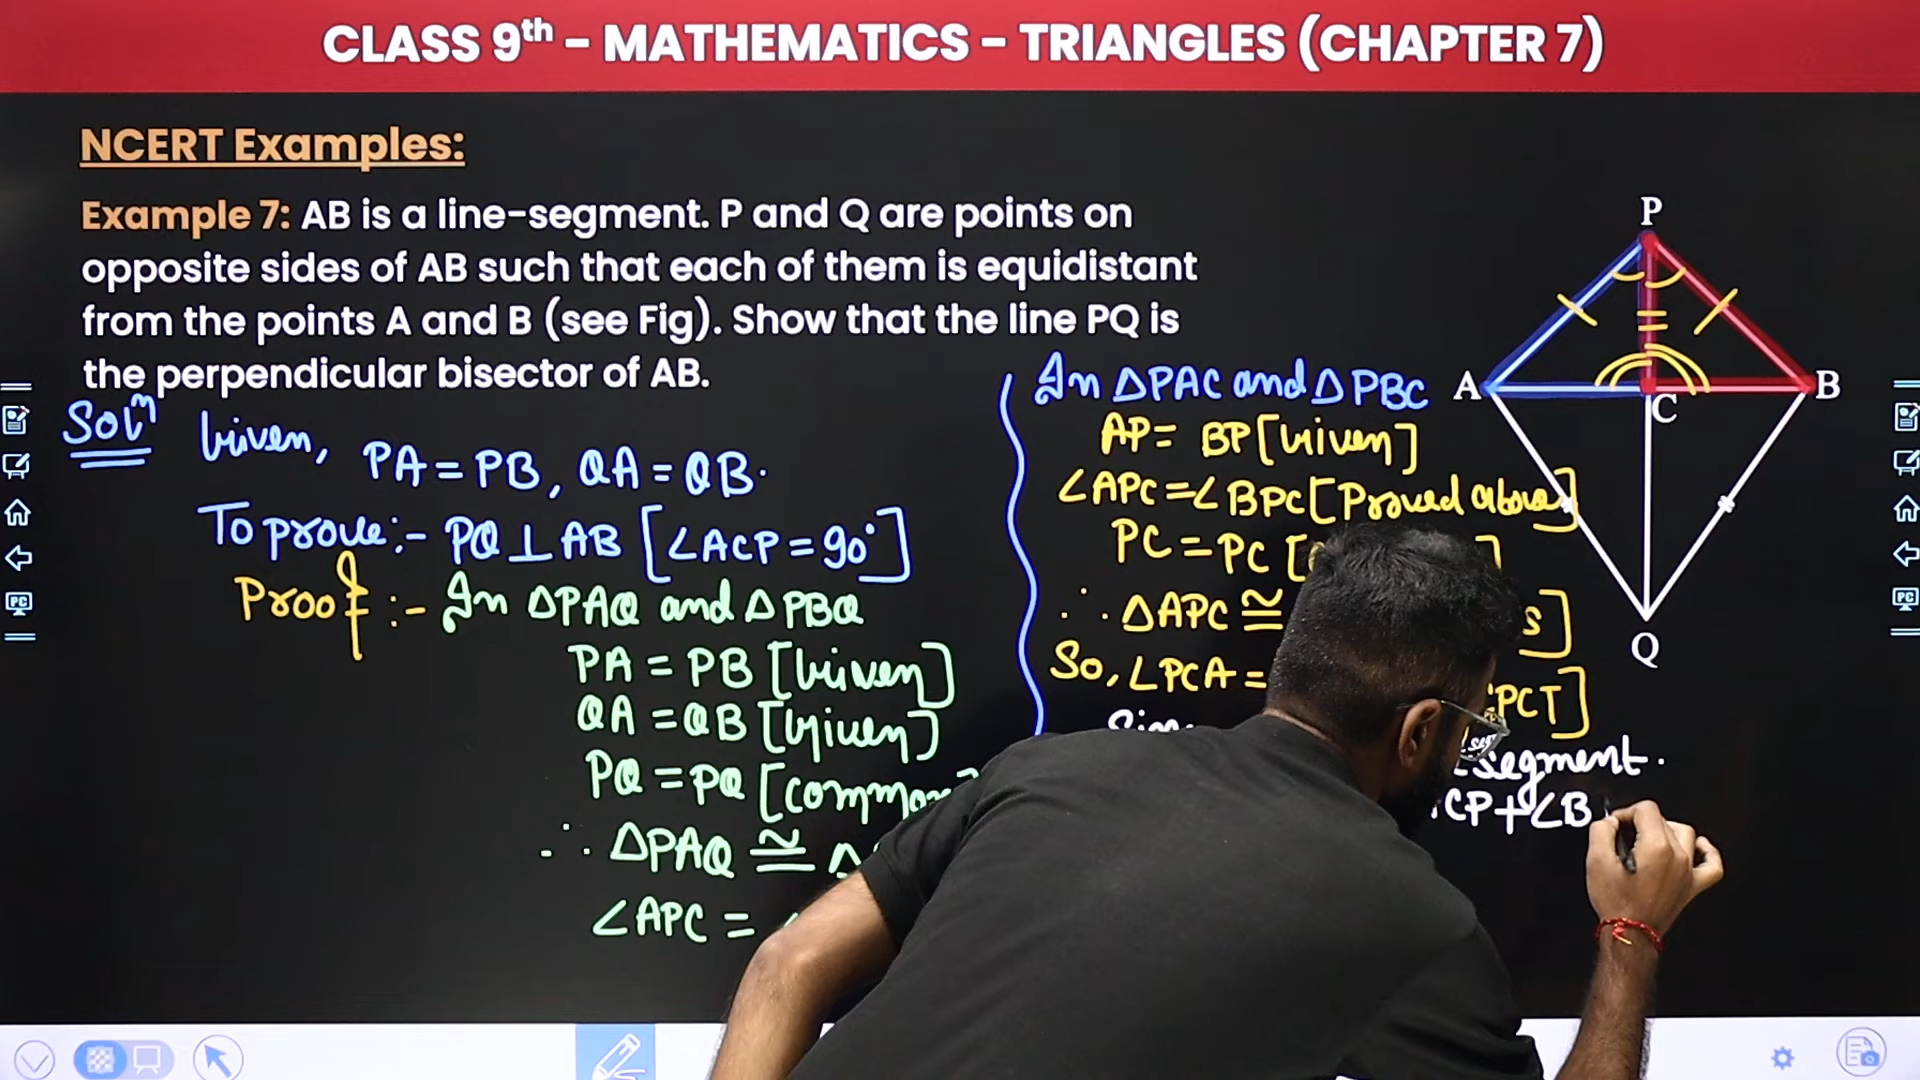 CLASS 9th - MATHEMATICS - TRIANGLES (CHAPTER 7)
NCERT Examples:
Example 7: AB is a line-segment. P and Q are points on
opposite sides of AB such that each of them is equidistant
from the points A and B (see Fig). Show that the line PQ is
the perpendicular bisector of AB.
Solⁿ Given, PA = PB, QA = QB.
To prove:- PQ ⊥ AB [∠ACP = 90°]
Proof :- In ΔPAQ and ΔPBQ
PA = PB [Given]
QA = QB [Given]
PQ = PQ [common
∴ ΔPAQ ≅ Δ
∠APC =
In ΔPAC and ΔPBC
AP = BP [Given]
∠APC = ∠BPC [Proved above]
PC = PC [ ]
∴ ΔAPC ≅ S]
So, ∠PCA = CPCT]
segment.
CP + ∠B
P
A
B
C
Q
PC
PC